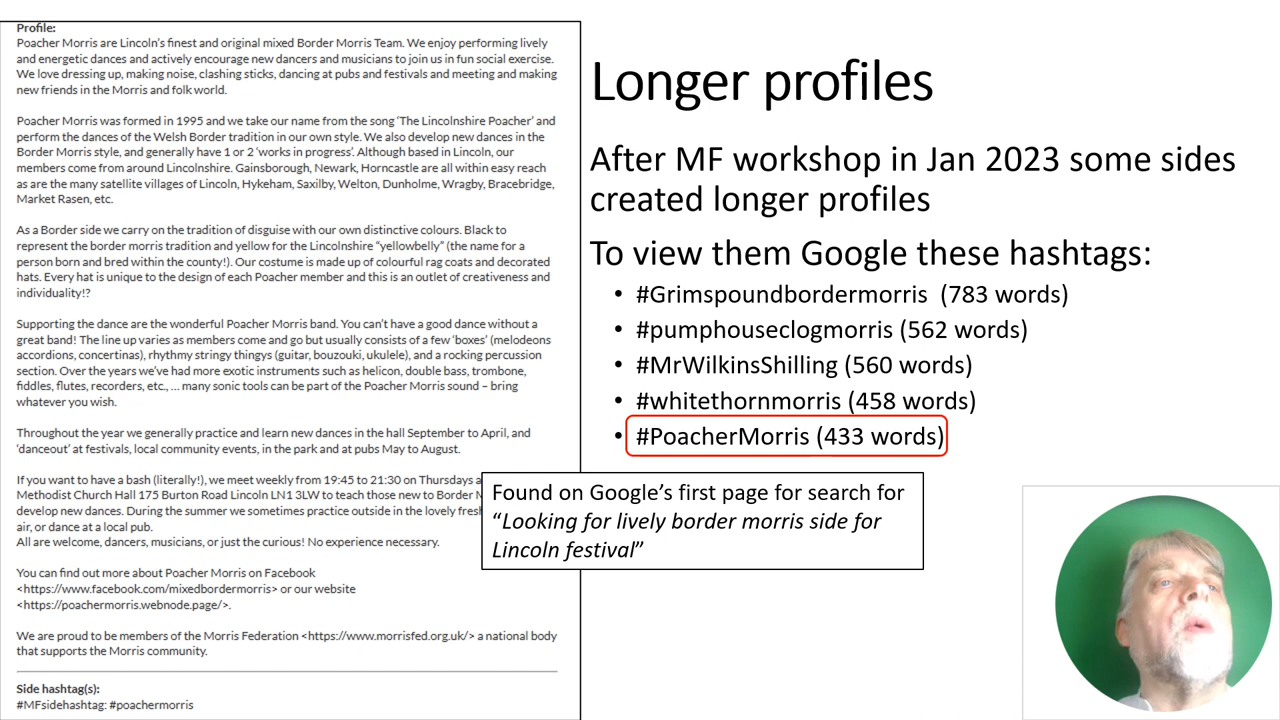 Profile:
Poacher Morris are Lincoln's finest and original mixed Border Morris Team. We enjoy performing lively
and energetic dances and actively encourage new dancers and musicians to join us in fun social exercise.
We love dressing up, making noise, clashing sticks, dancing at pubs and festivals and meeting and making
new friends in the Morris and folk world.
Poacher Morris was formed in 1995 and we take our name from the song 'The Lincolnshire Poacher' and
perform the dances of the Welsh Border tradition in our own style. We also develop new dances in the
Border Morris style, and generally have 1 or 2 'works in progress'. Although based in Lincoln, our
members come from around Lincolnshire. Gainsborough, Newark, Horncastle are all within easy reach
as are the many satellite villages of Lincoln, Hykeham, Saxilby, Welton, Dunholme, Wragby, Bracebridge,
Market Rasen, etc.
As a Border side we carry on the tradition of disguise with our own distinctive colours. Black to
represent the border morris tradition and yellow for the Lincolnshire "yellowbelly" (the name for a
person born and bred within the county!). Our costume is made up of colourful rag coats and decorated
hats. Every hat is unique to the design of each Poacher member and this is an outlet of creativeness and
individuality!?
Supporting the dance are the wonderful Poacher Morris band. You can't have a good dance without a
great band! The line up varies as members come and go but usually consists of a few 'boxes' (melodeons
accordions, concertinas), rhythmy stringy thingys (guitar, bouzouki, ukulele), and a rocking percussion
section. Over the years we've had more exotic instruments such as helicon, double bass, trombone,
fiddles, flutes, recorders, etc., ... many sonic tools can be part of the Poacher Morris sound – bring
whatever you wish.
Throughout the year we generally practice and learn new dances in the hall September to April, and
'danceout' at festivals, local community events, in the park and at pubs May to August.
If you want to have a bash (literally!), we meet weekly from 19:45 to 21:30 on Thursdays a
Methodist Church Hall 175 Burton Road Lincoln LN1 3LW to teach those new to Border M
develop new dances. During the summer we sometimes practice outside in the lovely fresh
air, or dance at a local pub.
All are welcome, dancers, musicians, or just the curious! No experience necessary.
You can find out more about Poacher Morris on Facebook
<https://www.facebook.com/mixedbordermorris> or our website
<https://poachermorris.webnode.page/>.
We are proud to be members of the Morris Federation <https://www.morrisfed.org.uk/> a national body
that supports the Morris community.
Side hashtag(s):
#MFsidehashtag: #poachermorris
Longer profiles
After MF workshop in Jan 2023 some sides
created longer profiles
To view them Google these hashtags:
• #Grimspoundbordermorris (783 words)
• #pumphouseclogmorris (562 words)
• #MrWilkinsShilling (560 words)
• #whitethornmorris (458 words)
• #PoacherMorris (433 words)
Found on Google's first page for search for
"Looking for lively border morris side for
Lincoln festival"